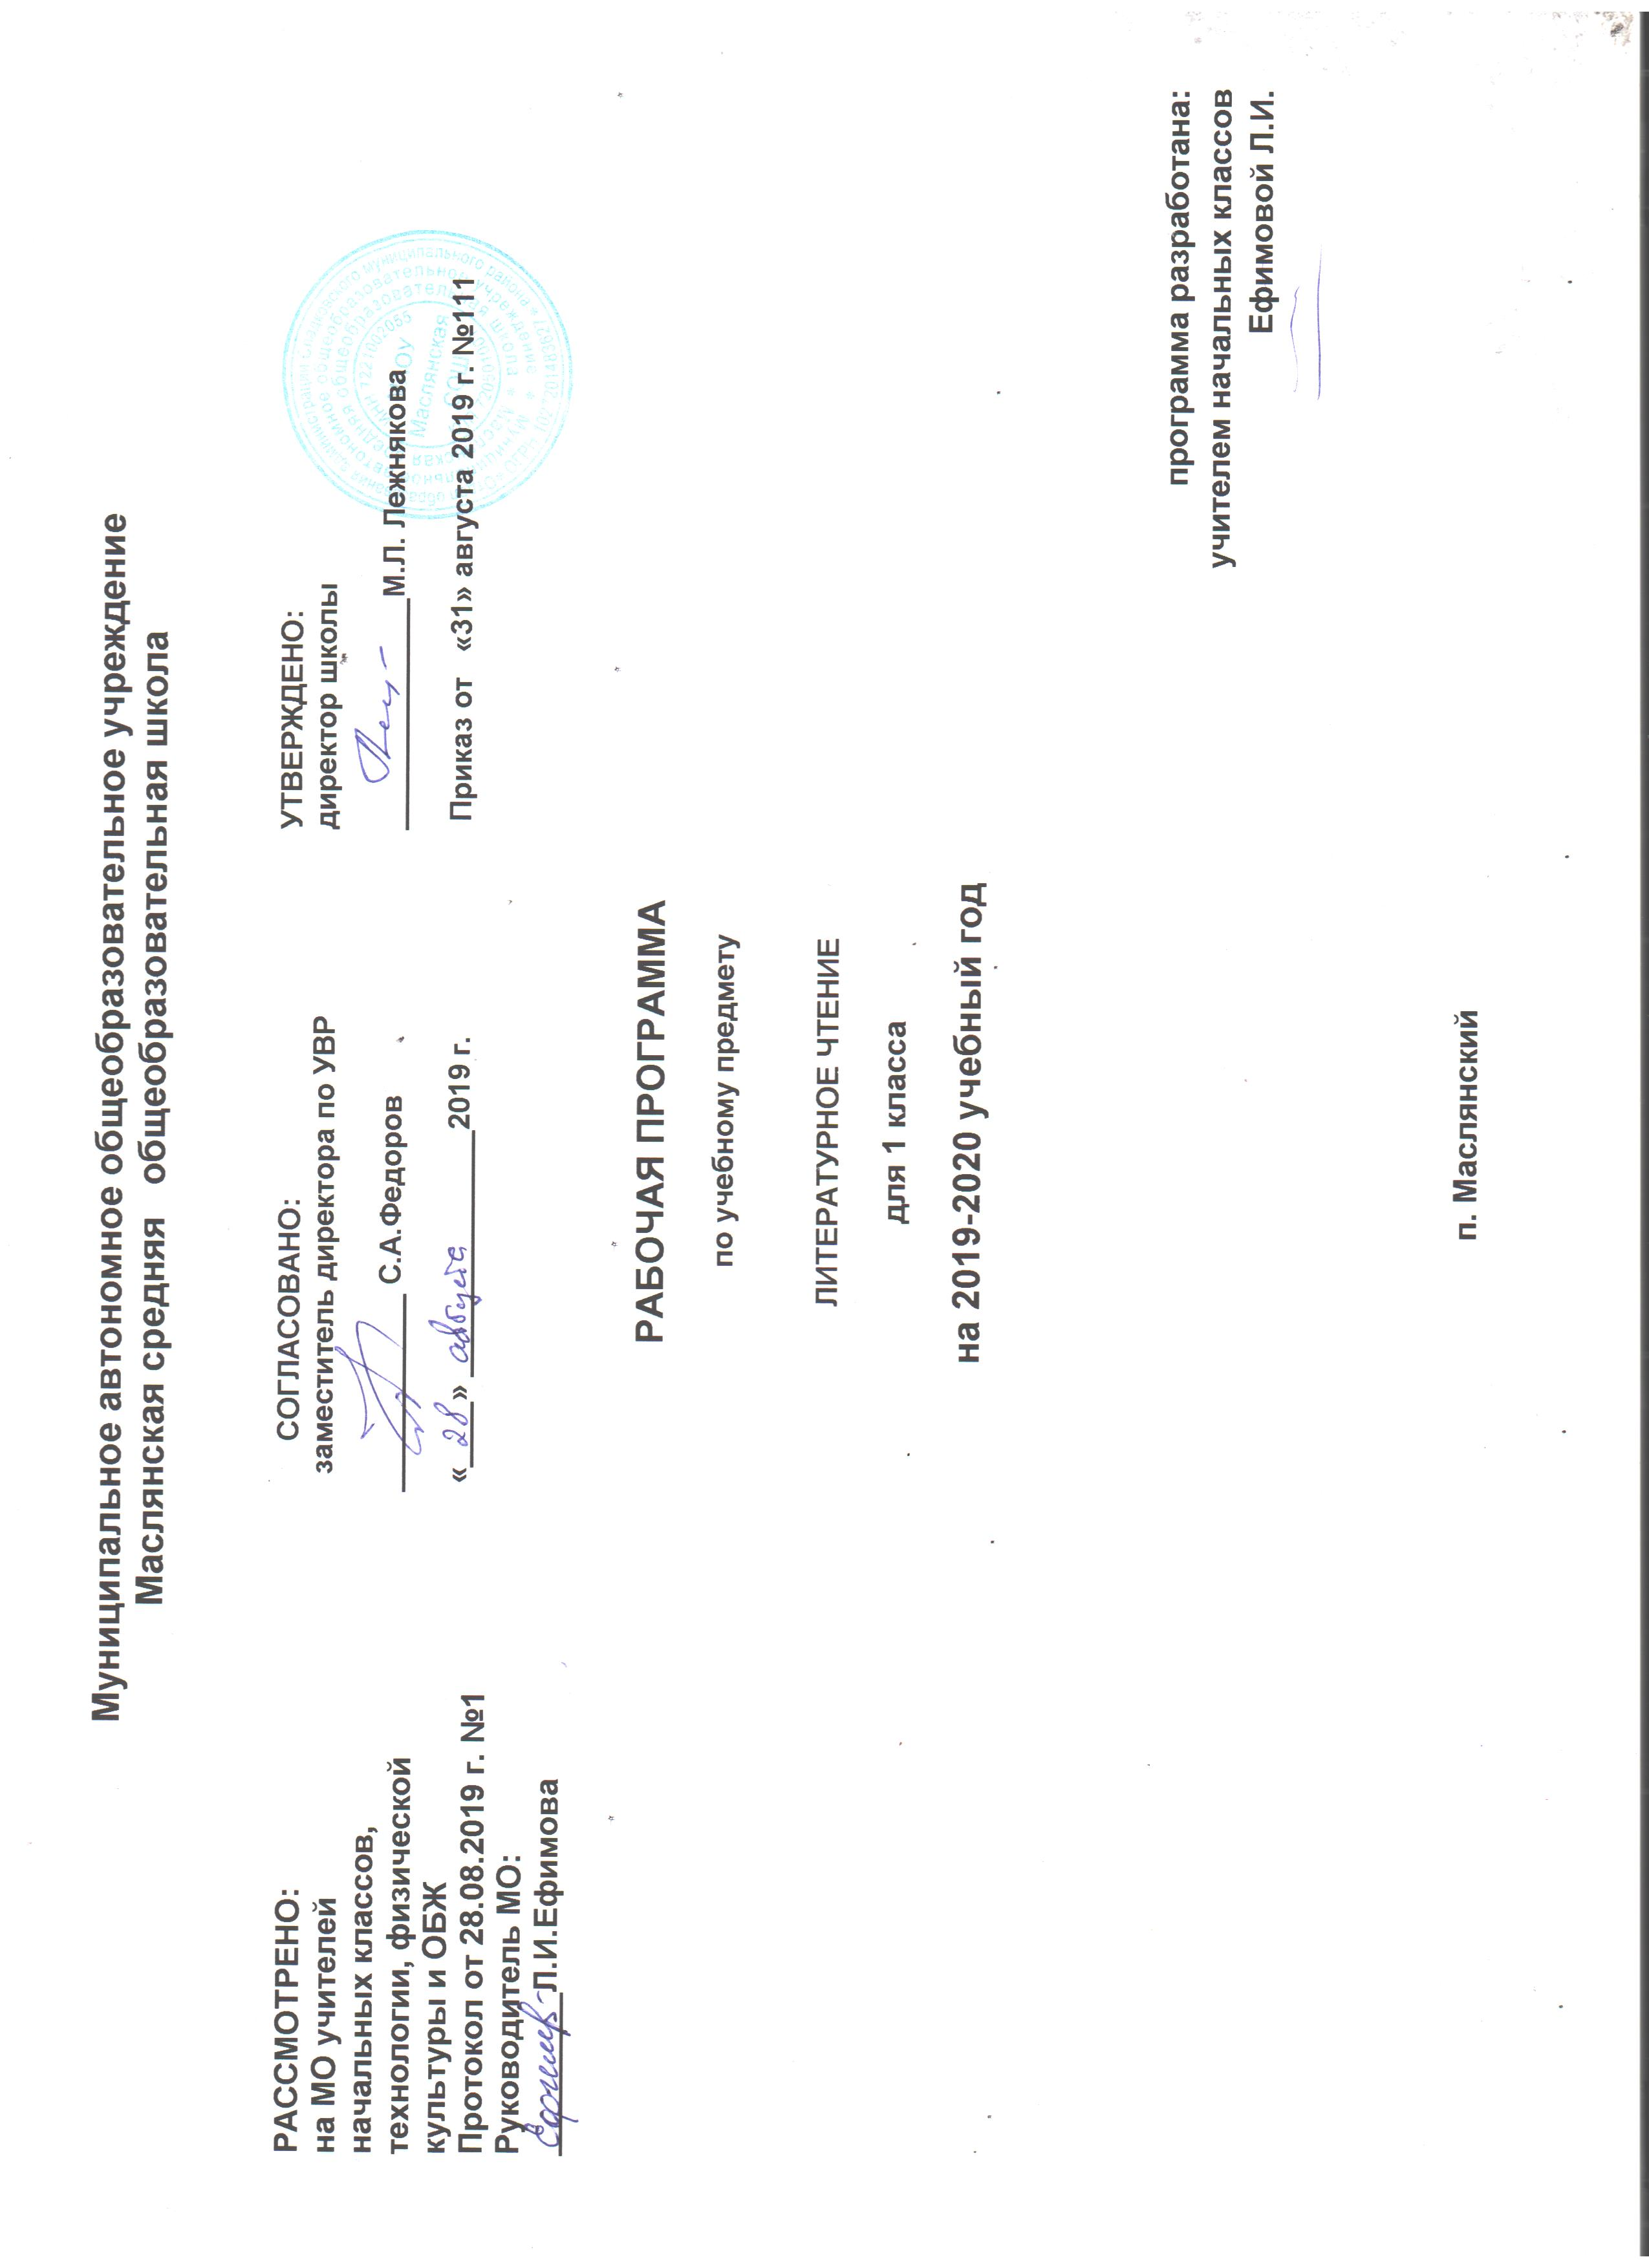 Муниципальное автономное общеобразовательное учреждение
Маслянская средняя общеобразовательная школа
РАССМОТРЕНО:
на МО учителей
начальных классов,
технологии, физической
культуры и ОБЖ
Протокол от 28.08.2019 г. №1
Руководитель МО:
Л.И.Ефимова
СОГЛАСОВАНО:
заместитель директора по УВР
С.А.Федоров
«28» августа 2019 г.
УТВЕРЖДЕНО:
директор школы
М.Л. Лежнякова
Приказ от «31» августа 2019 г. №111
Маслянская
РАБОЧАЯ ПРОГРАММА
по учебному предмету
ЛИТЕРАТУРНОЕ ЧТЕНИЕ
для 1 класса
на 2019-2020 учебный год
программа разработана:
учителем начальных классов
Ефимовой Л.И.
п. Маслянский